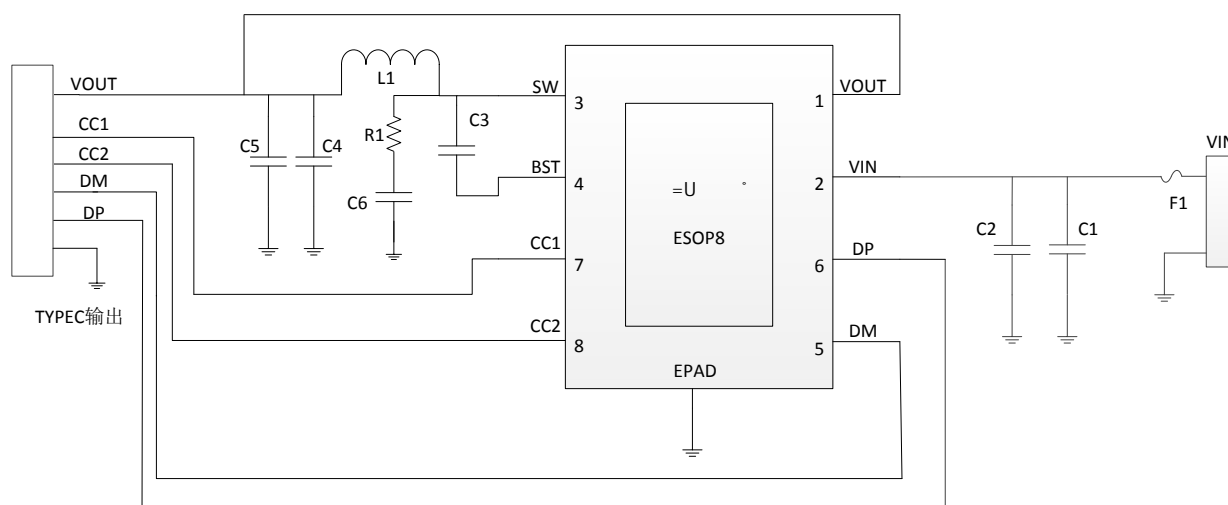 VOUT
CC1
CC2
DM
DP
TYPEC输出
C5
C4
L1
R1
C6
C3
SW
BST
CC1
CC2
3
4
7
8
=U °
ESOP8
EPAD
1
2
6
5
VOUT
VIN
DP
DM
C2
C1
F1
VIN